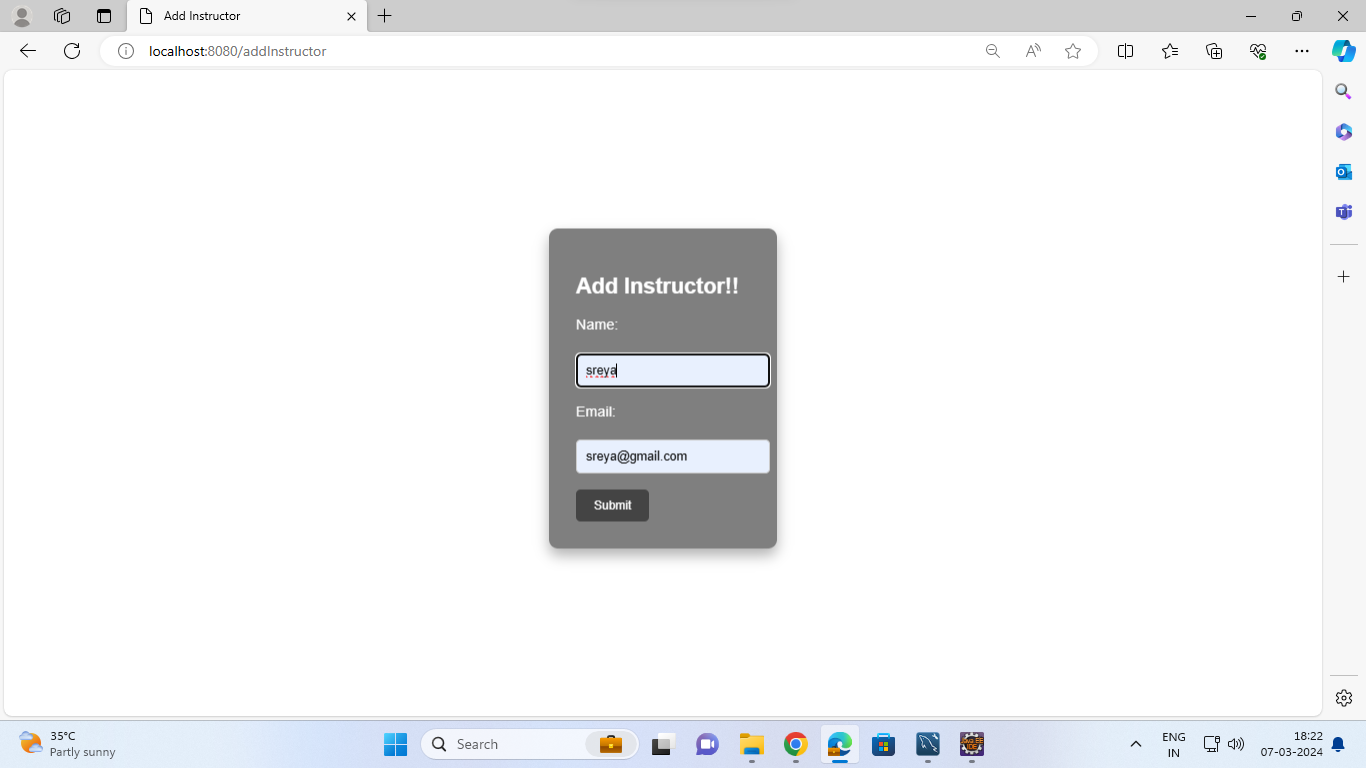 Add Instructor
localhost:8080/addInstructor
Add Instructor!!
Name:
sreya
Email:
sreya@gmail.com
Submit
35°C
Partly sunny
Search
ENG
IN
18:22
07-03-2024